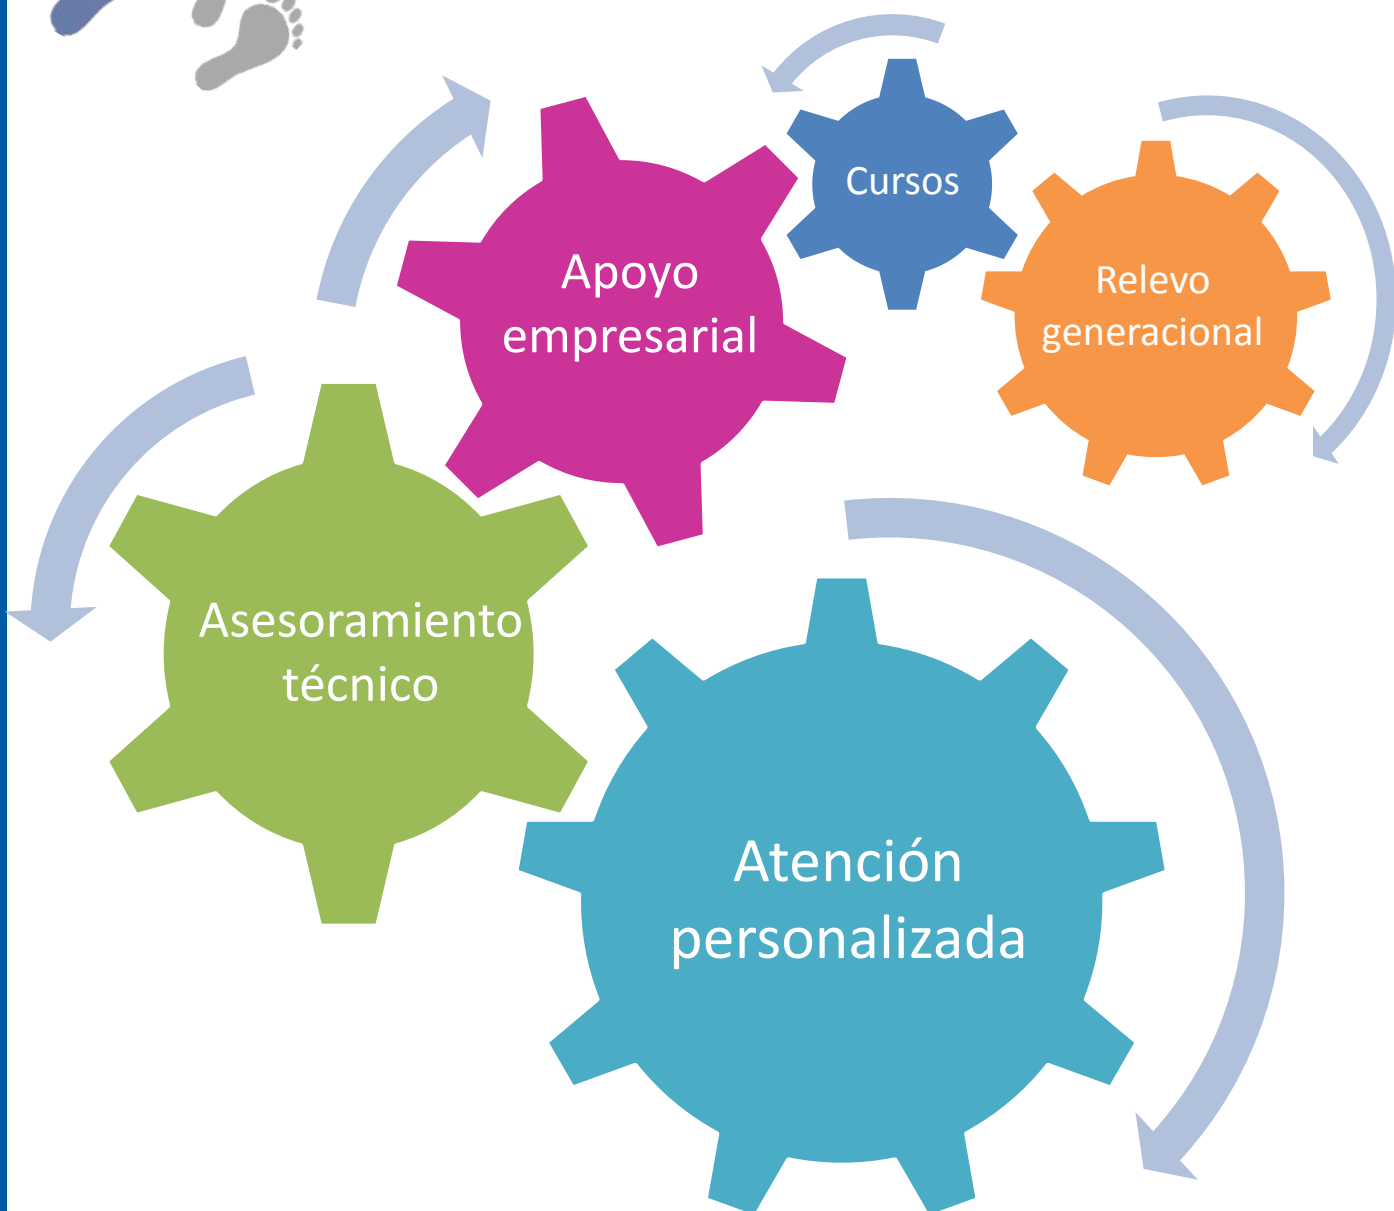 Cursos
Apoyo
empresarial
Relevo
generacional
Asesoramiento
técnico
Atención
personalizada